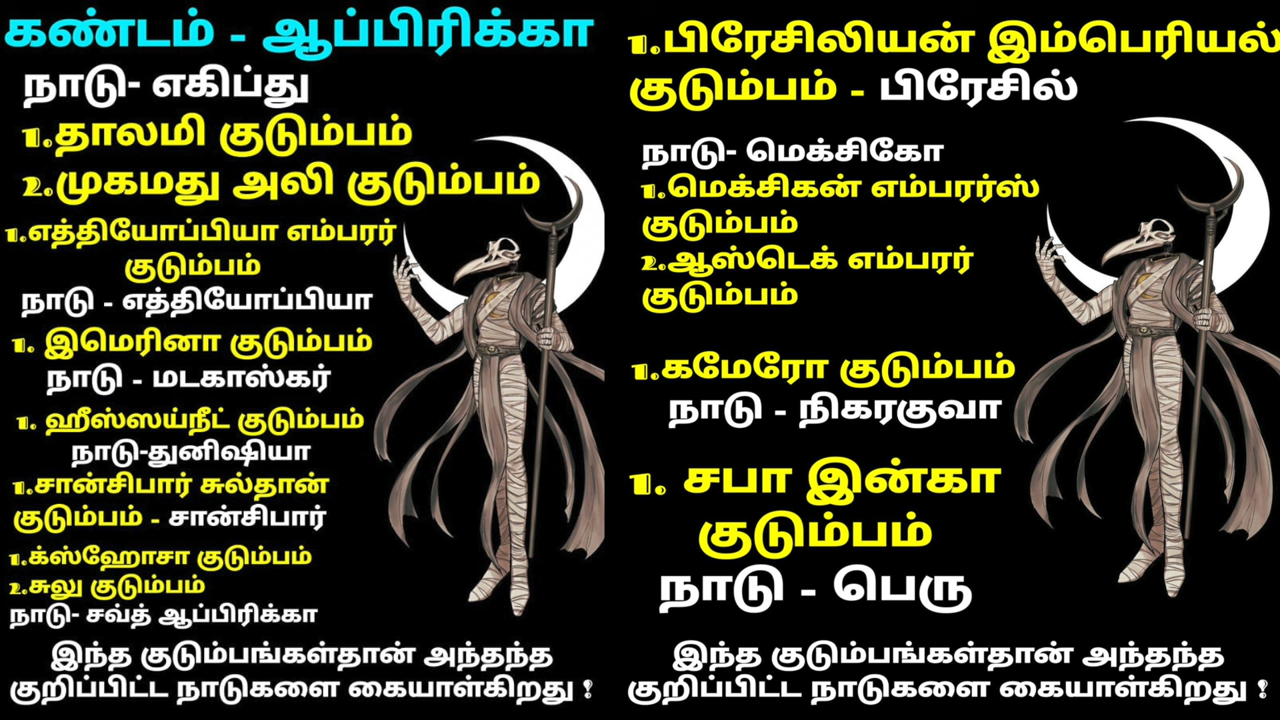 கண்டம் - ஆப்பிரிக்கா
நாடு- எகிப்து
1.தாலமி குடும்பம்
2.முகமது அலி குடும்பம்
1.எத்தியோப்பியா எம்பரர்
குடும்பம்
நாடு - எத்தியோப்பியா
1. இமெரினா குடும்பம்
நாடு - மடகாஸ்கர்
1. ஹீஸ்ஸய்நீட் குடும்பம்
நாடு-துனிஷியா
1.சான்சிபார் சுல்தான்
குடும்பம் - சான்சிபார்
1.க்ஸ்ஹோசா குடும்பம்
2.சுலு குடும்பம்
நாடு- சவ்த் ஆப்பிரிக்கா
இந்த குடும்பங்கள்தான் அந்தந்த
குறிப்பிட்ட நாடுகளை கையாள்கிறது !
1.பிரேசிலியன் இம்பெரியல்
குடும்பம் - பிரேசில்
நாடு- மெக்சிகோ
1.மெக்சிகன் எம்பரர்ஸ்
குடும்பம்
2.ஆஸ்டெக் எம்பரர்
குடும்பம்
1.கமேரோ குடும்பம்
நாடு - நிகரகுவா
1. சபா இன்கா
குடும்பம்
நாடு - பெரு
இந்த குடும்பங்கள்தான் அந்தந்த
குறிப்பிட்ட நாடுகளை கையாள்கிறது !